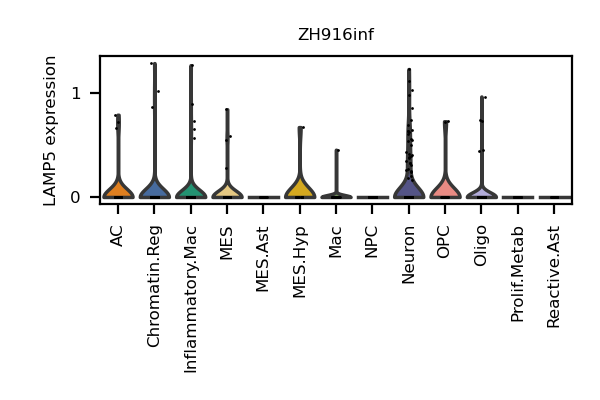 ZH916inf
LAMP5 expression
1
0
AC
Chromatin.Reg
Inflammatory.Mac
MES
MES.Ast
MES.Hyp
Mac
NPC
Neuron
OPC
Oligo
Prolif.Metab
Reactive.Ast